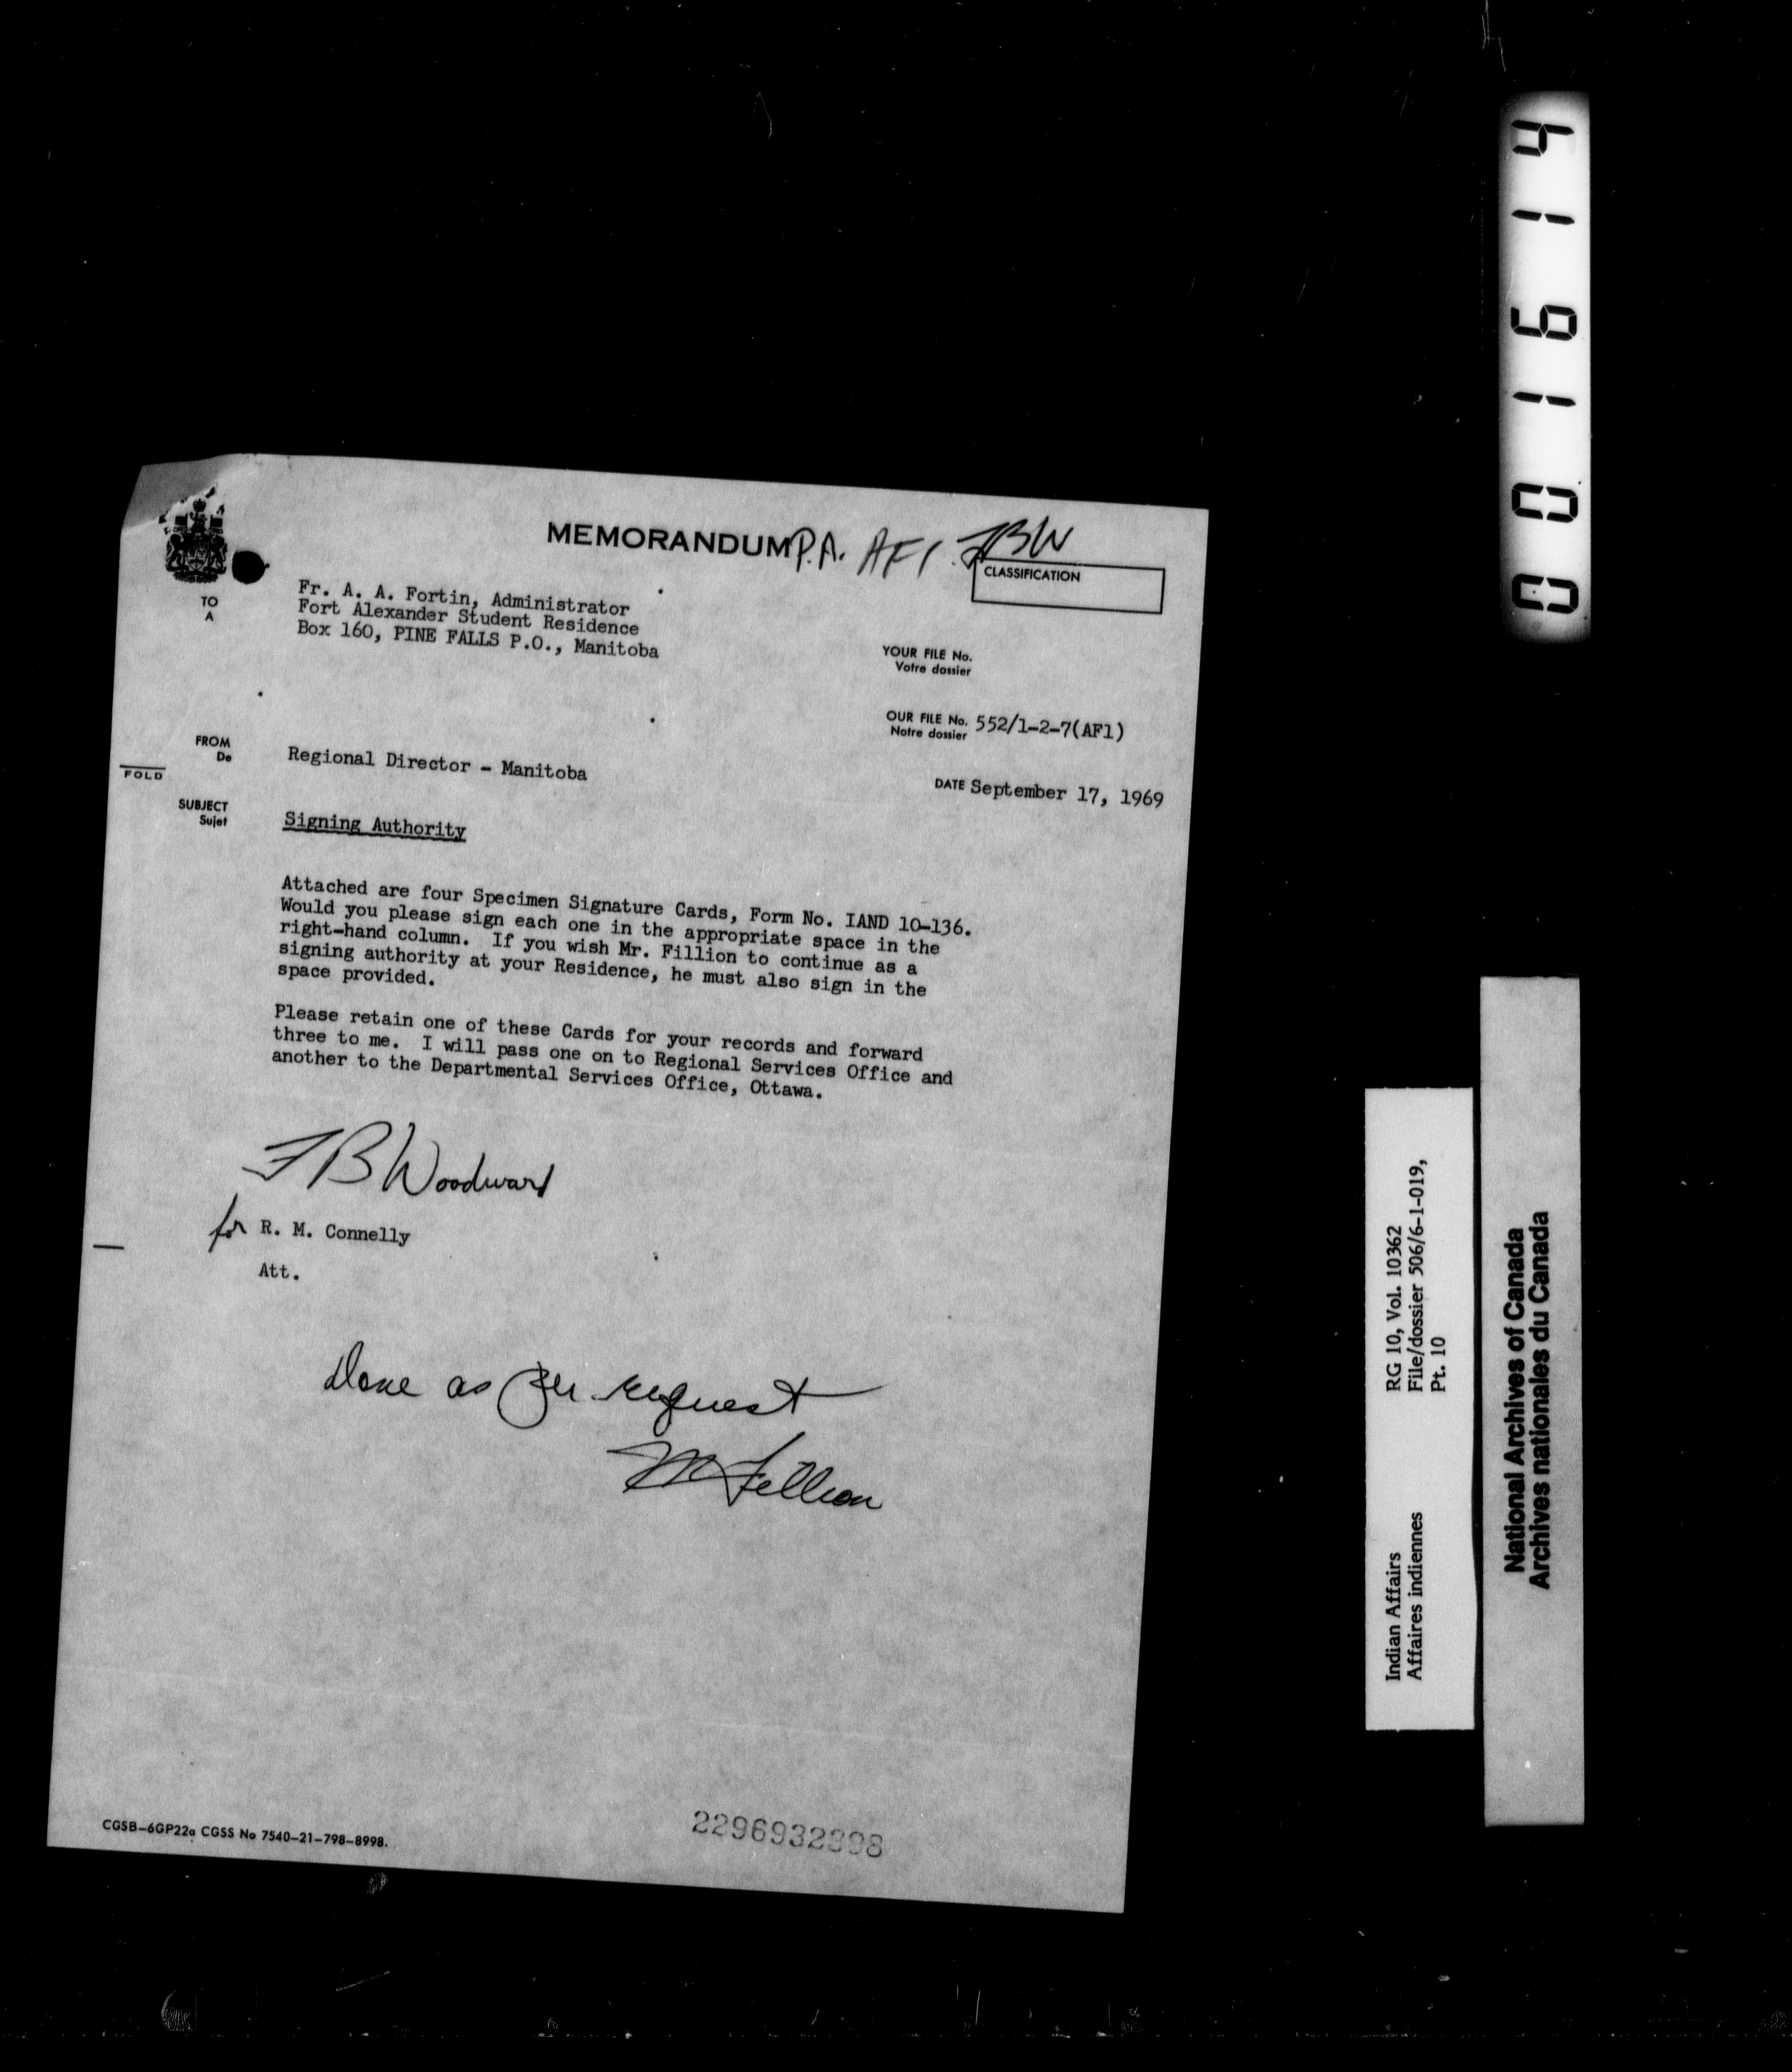 MEMORANDUM P.A. AF1. FBW
CLASSIFICATION
TO
A
Fr. A. A. Fortin, Administrator
Fort Alexander Student Residence
Box 160, PINE FALLS P.O., Manitoba
YOUR FILE No.
Votre dossier
OUR FILE No. 552/1-2-7(AF1)
Notre dossier
FROM
De
Regional Director - Manitoba
FOLD
DATE September 17, 1969
SUBJECT
Sujet
Signing Authority
Attached are four Specimen Signature Cards, Form No. IAND 10-136.
Would you please sign each one in the appropriate space in the
right-hand column. If you wish Mr. Fillion to continue as a
signing authority at your Residence, he must also sign in the
space provided.
Please retain one of these Cards for your records and forward
three to me. I will pass one on to Regional Services Office and
another to the Departmental Services Office, Ottawa.
FB Woodward
for R. M. Connelly
Att.
Done as per request
M Fillion
CGSB-6GP22a CGSS No 7540-21-798-8998.
2296932398
001614
RG 10, Vol. 10362
File/dossier 506/6-1-019,
Pt. 10
Indian Affairs
Affaires indiennes
National Archives of Canada
Archives nationales du Canada